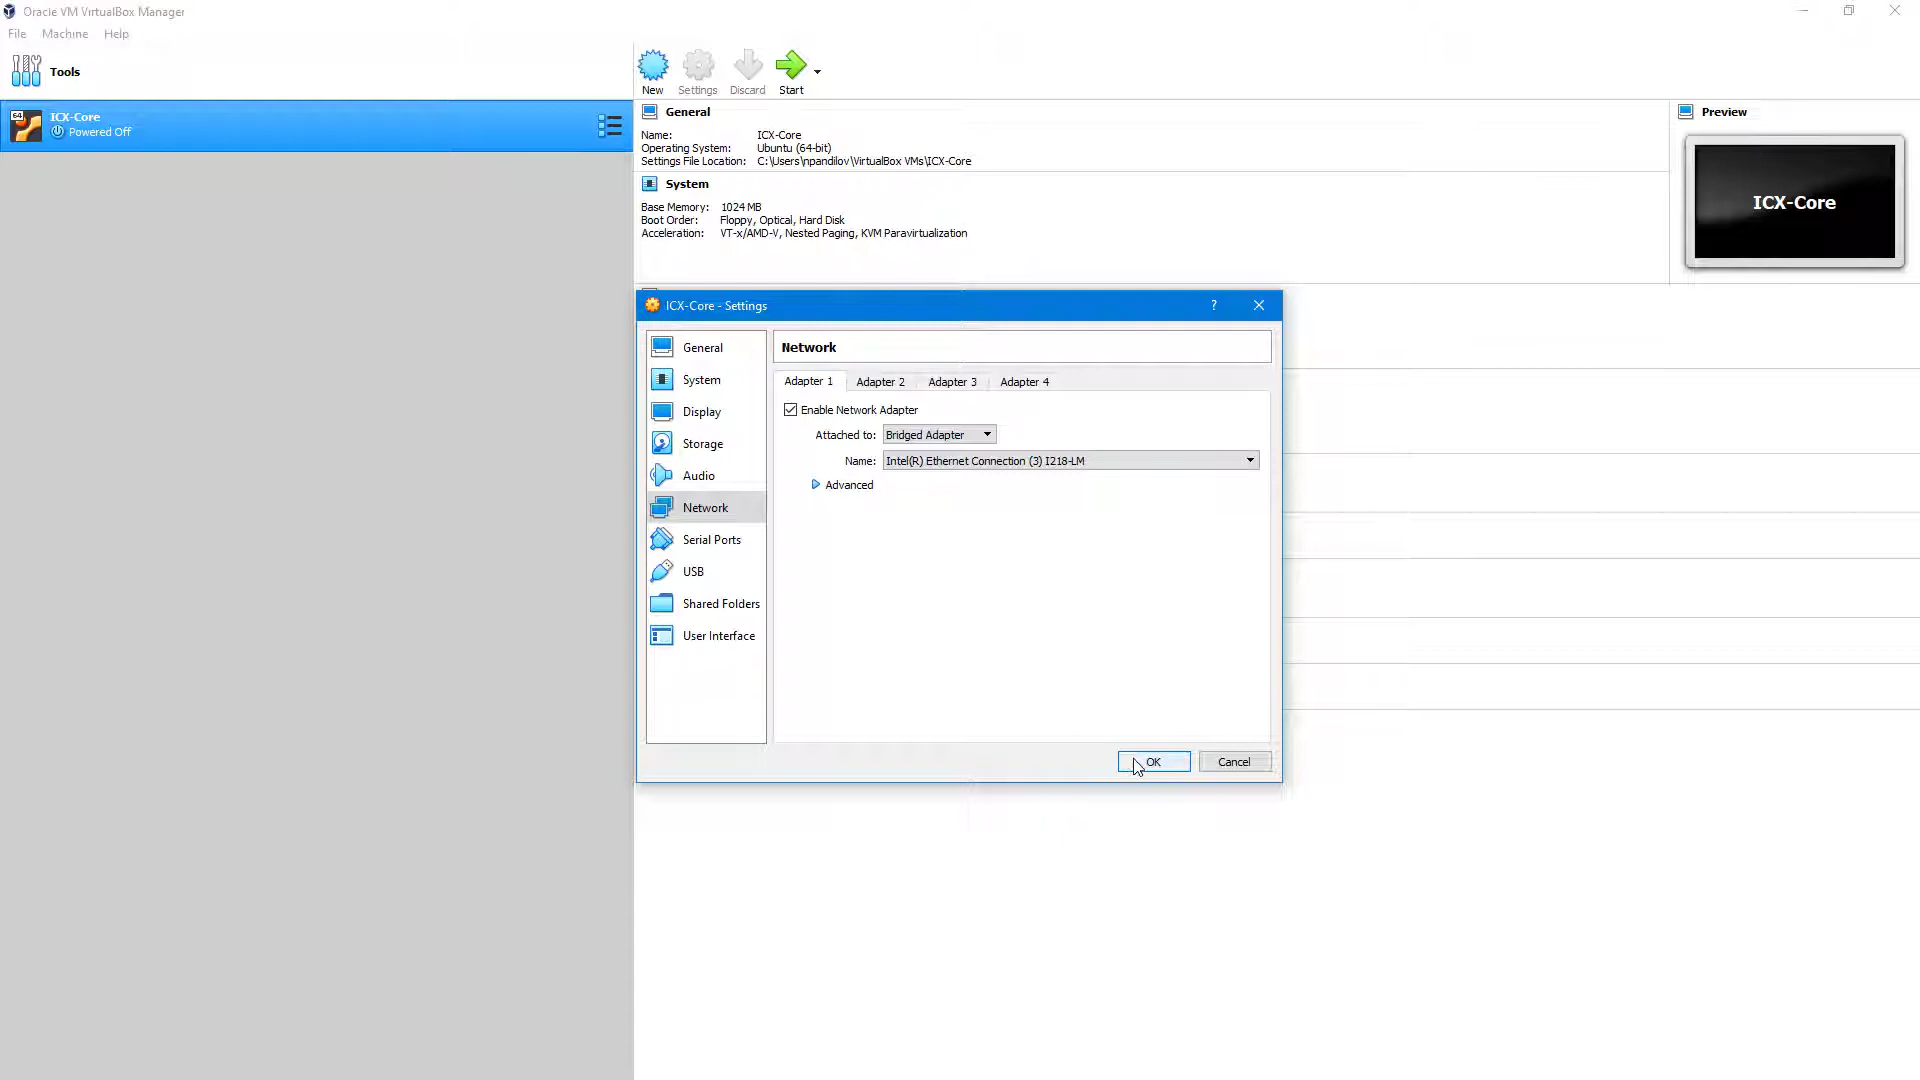 Oracle VM VirtualBox Manager
File Machine Help
Tools
New Settings Discard Start
64
ICX-Core
Powered Off
General
Name: ICX-Core
Operating System: Ubuntu (64-bit)
Settings File Location: C:\Users\npandilov\VirtualBox VMs\ICX-Core
Preview
ICX-Core
System
Base Memory: 1024 MB
Boot Order: Floppy, Optical, Hard Disk
Acceleration: VT-x/AMD-V, Nested Paging, KVM Paravirtualization
ICX-Core - Settings
?
General
System
Display
Storage
Audio
Network
Serial Ports
USB
Shared Folders
User Interface
Network
Adapter 1 Adapter 2 Adapter 3 Adapter 4
Enable Network Adapter
Attached to: Bridged Adapter
Name: Intel(R) Ethernet Connection (3) I218-LM
Advanced
OK Cancel